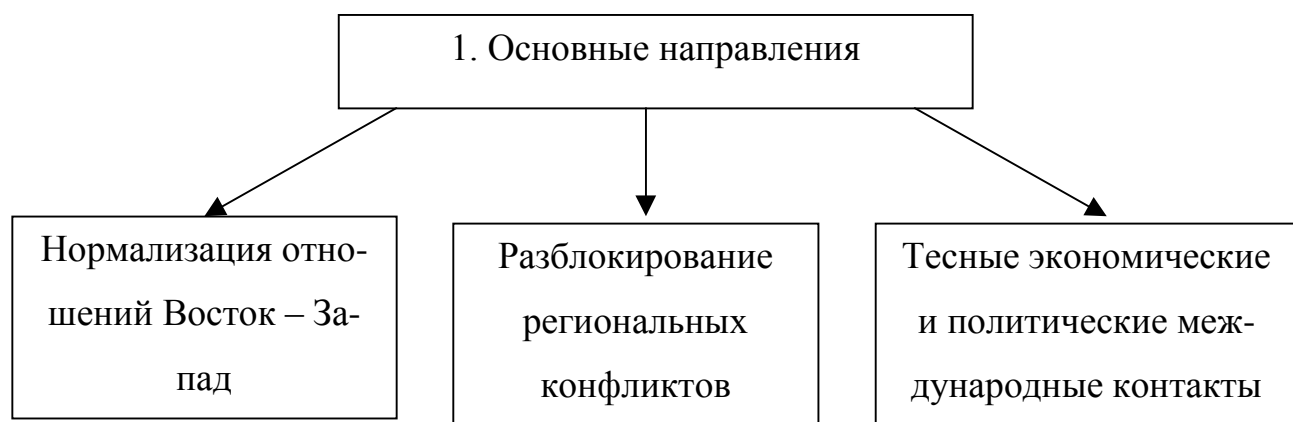 1. Основные направления
Нормализация отно-
шений Восток – За-
пад
Разблокирование
региональных
конфликтов
Тесные экономические
и политические меж-
дународные контакты